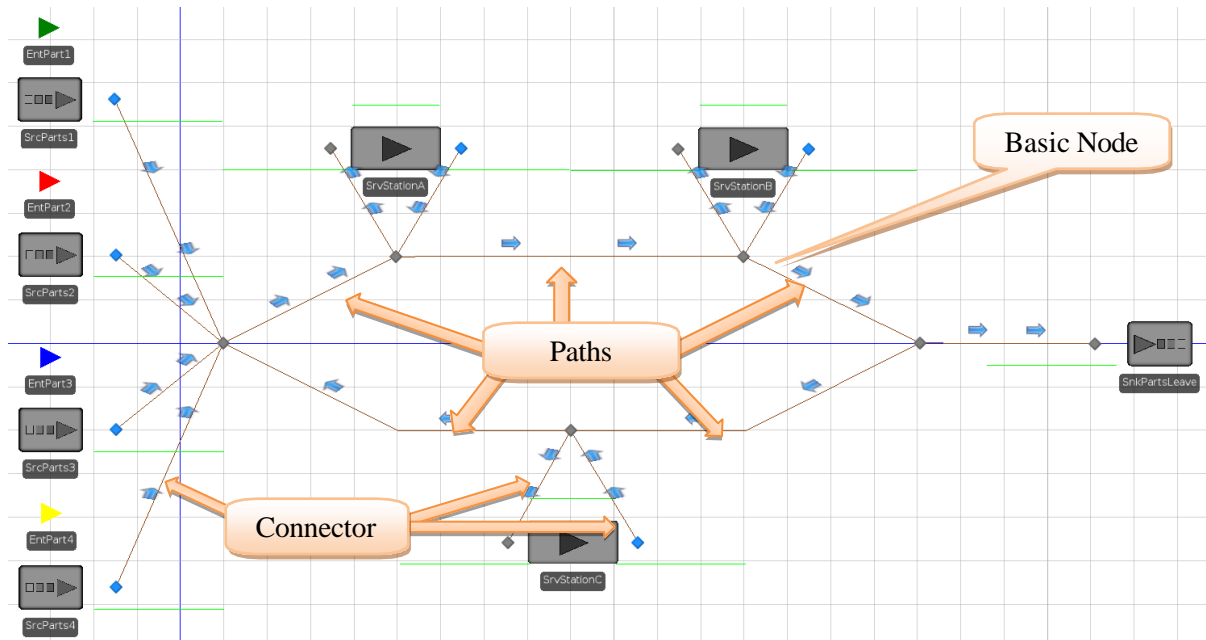 EntPart1
SrcParts1
EntPart2
SrcParts2
EntPart3
SrcParts3
EntPart4
SrcParts4
SrvStationA
SrvStationB
Basic Node
Paths
Connector
SrvStationC
SnkPartsLeave